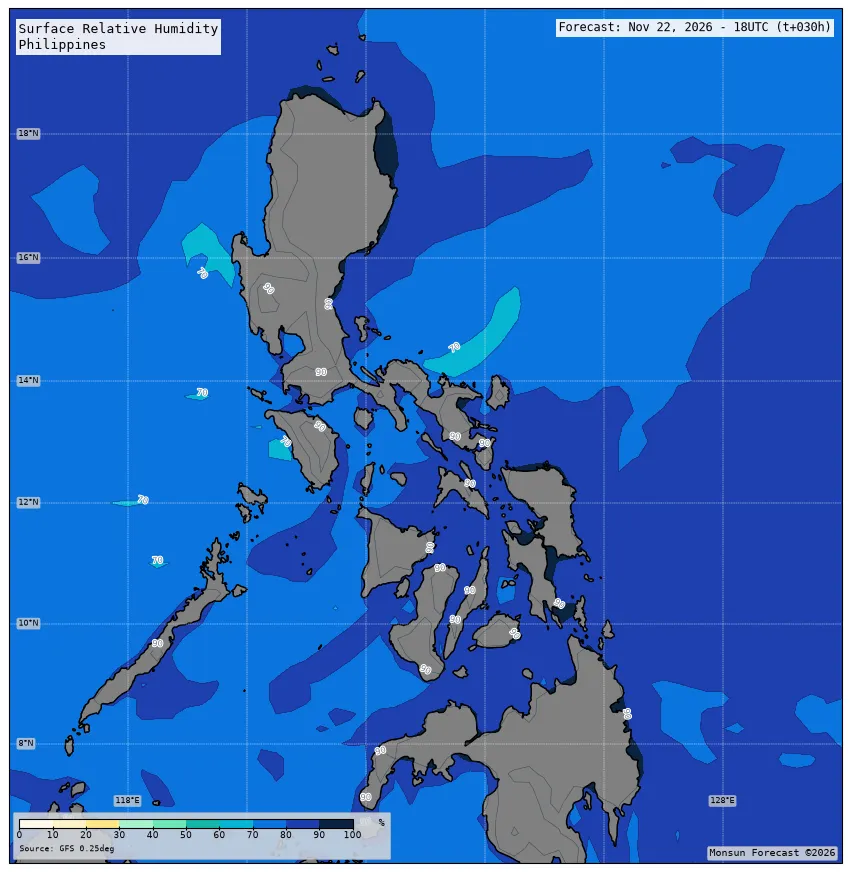 Surface Relative Humidity
Philippines
Forecast: Nov 22, 2026 - 18UTC (t+030h)
18°N
16°N
70
90
90
70
14°N
90
70
90
90
90
70
90
12°N
70
90
70
90
90
90
10°N
90
90
90
90
90
8°N
90
90
118°E
128°E
0 10 20 30 40 50 60 70 80 90 100 %
Source: GFS 0.25deg
Monsun Forecast ©2026